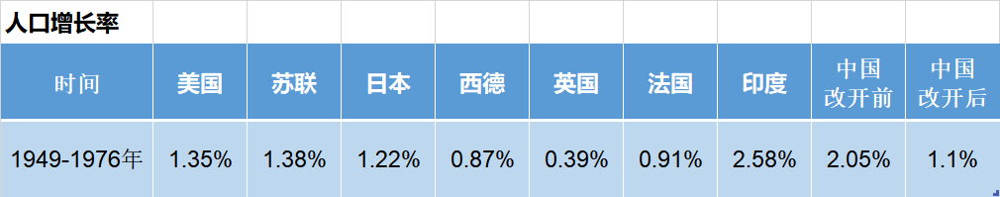 人口增长率
时间 美国 苏联 日本 西德 英国 法国 印度 中国改开前 中国改开后
1949-1976年 1.35% 1.38% 1.22% 0.87% 0.39% 0.91% 2.58% 2.05% 1.1%